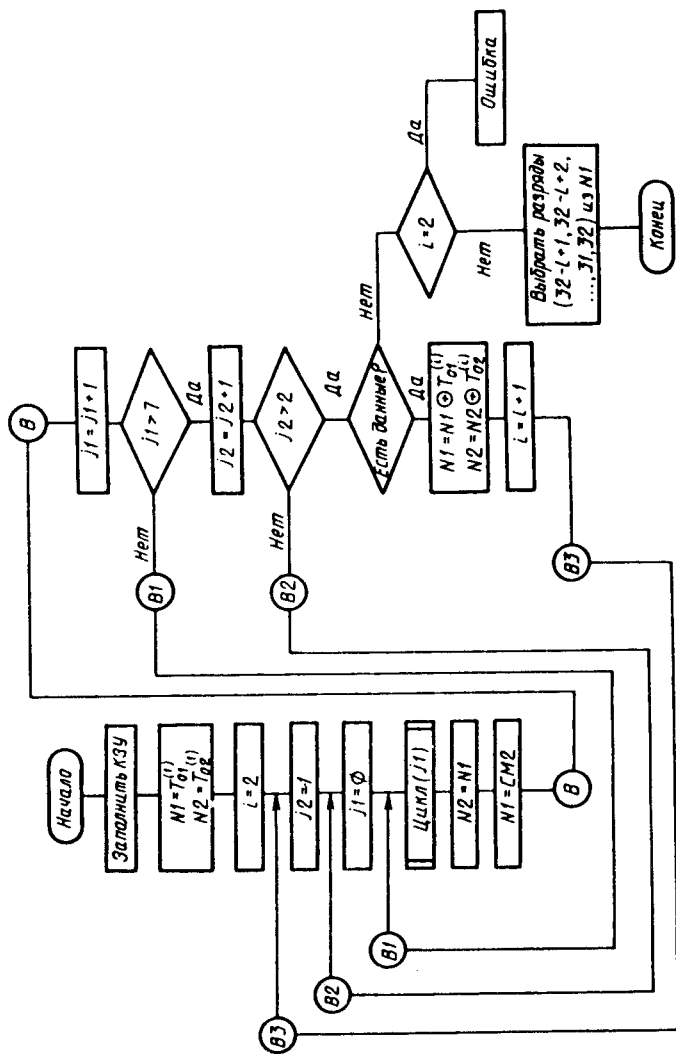 Начало
Заполнить КЗУ
N1 = T₀₁⁽¹⁾
N2 = T₀₂⁽¹⁾
i = 2
j2 = 1
j1 = ϕ
Цикл (j1)
N2 = N1
N1 = СМ2
В
В3
В2
В1
В
j1 = j1 + 1
j1 > 7
Нет
В1
Да
j2 = j2 + 1
j2 > 2
Нет
В2
Да
Есть данные?
Нет
Да
N1 = N1 ⊕ T₀₁⁽ⁱ⁾
N2 = N2 ⊕ T₀₂⁽ⁱ⁾
i = i + 1
В3
i = 2
Да
Ошибка
Нет
Выбрать разряды
(32-l+1, 32-l+2,
..., 31, 32) из N1
Конец